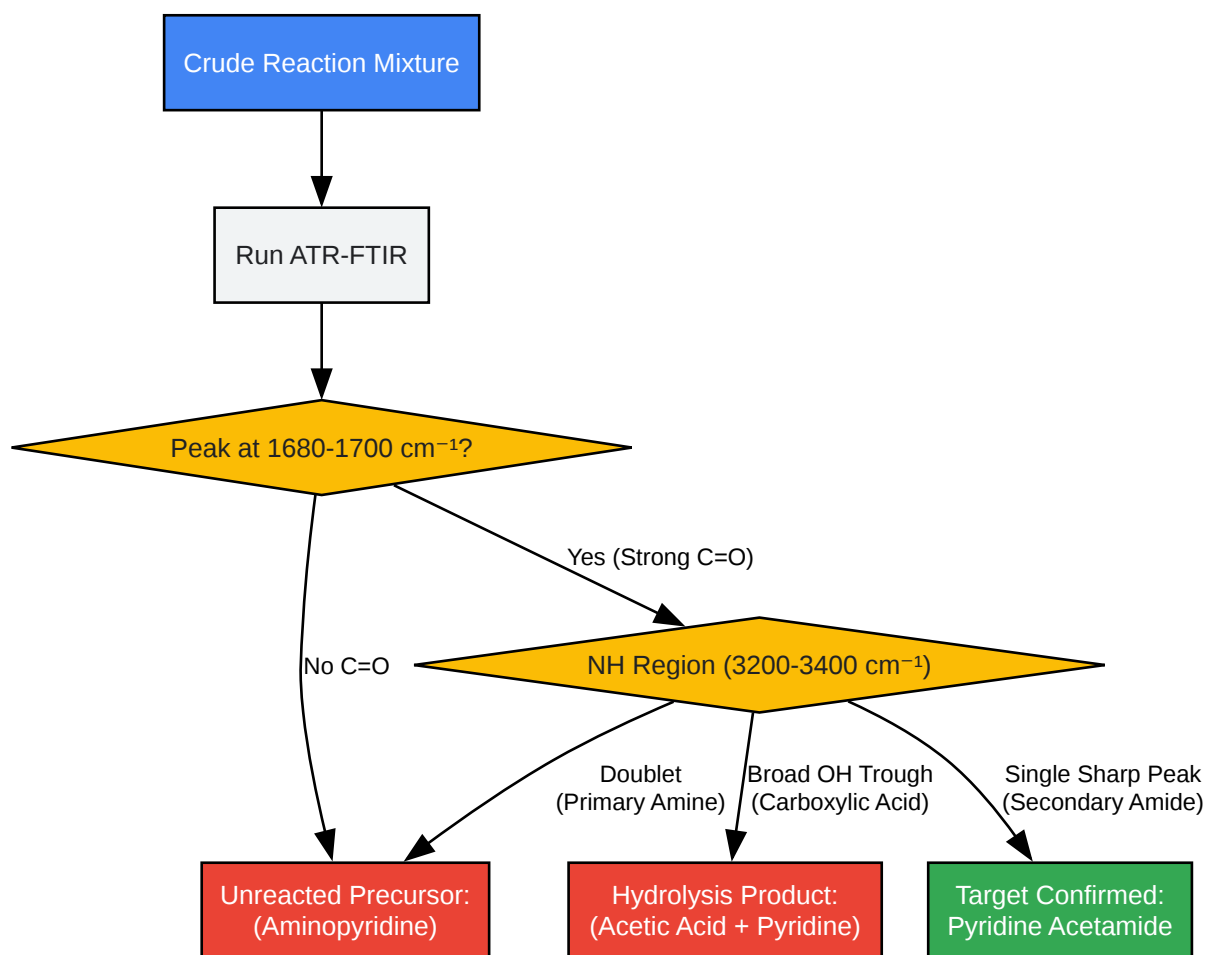 Crude Reaction Mixture
Run ATR-FTIR
Peak at 1680-1700 cm⁻¹?
Yes (Strong C=O)
No C=O
NH Region (3200-3400 cm⁻¹)
Doublet
(Primary Amine)
Broad OH Trough
(Carboxylic Acid)
Single Sharp Peak
(Secondary Amide)
Unreacted Precursor:
(Aminopyridine)
Hydrolysis Product:
(Acetic Acid + Pyridine)
Target Confirmed:
Pyridine Acetamide